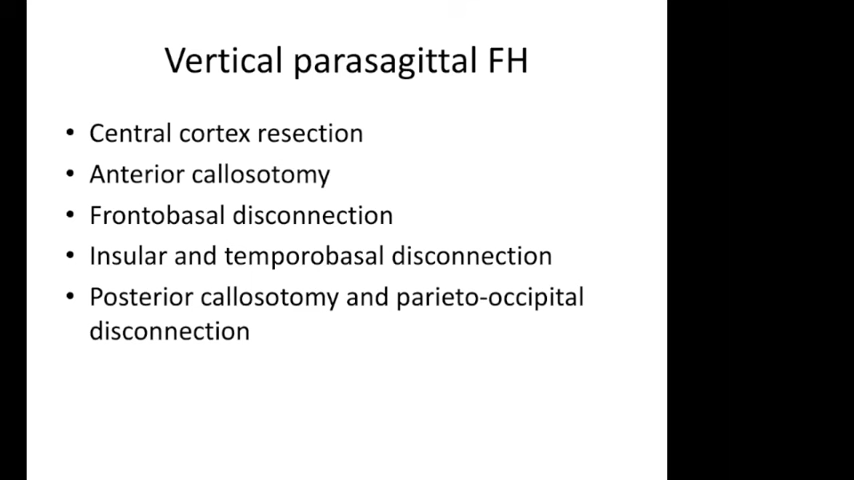 Vertical parasagittal FH
• Central cortex resection
• Anterior callosotomy
• Frontobasal disconnection
• Insular and temporobasal disconnection
• Posterior callosotomy and parieto-occipital
disconnection